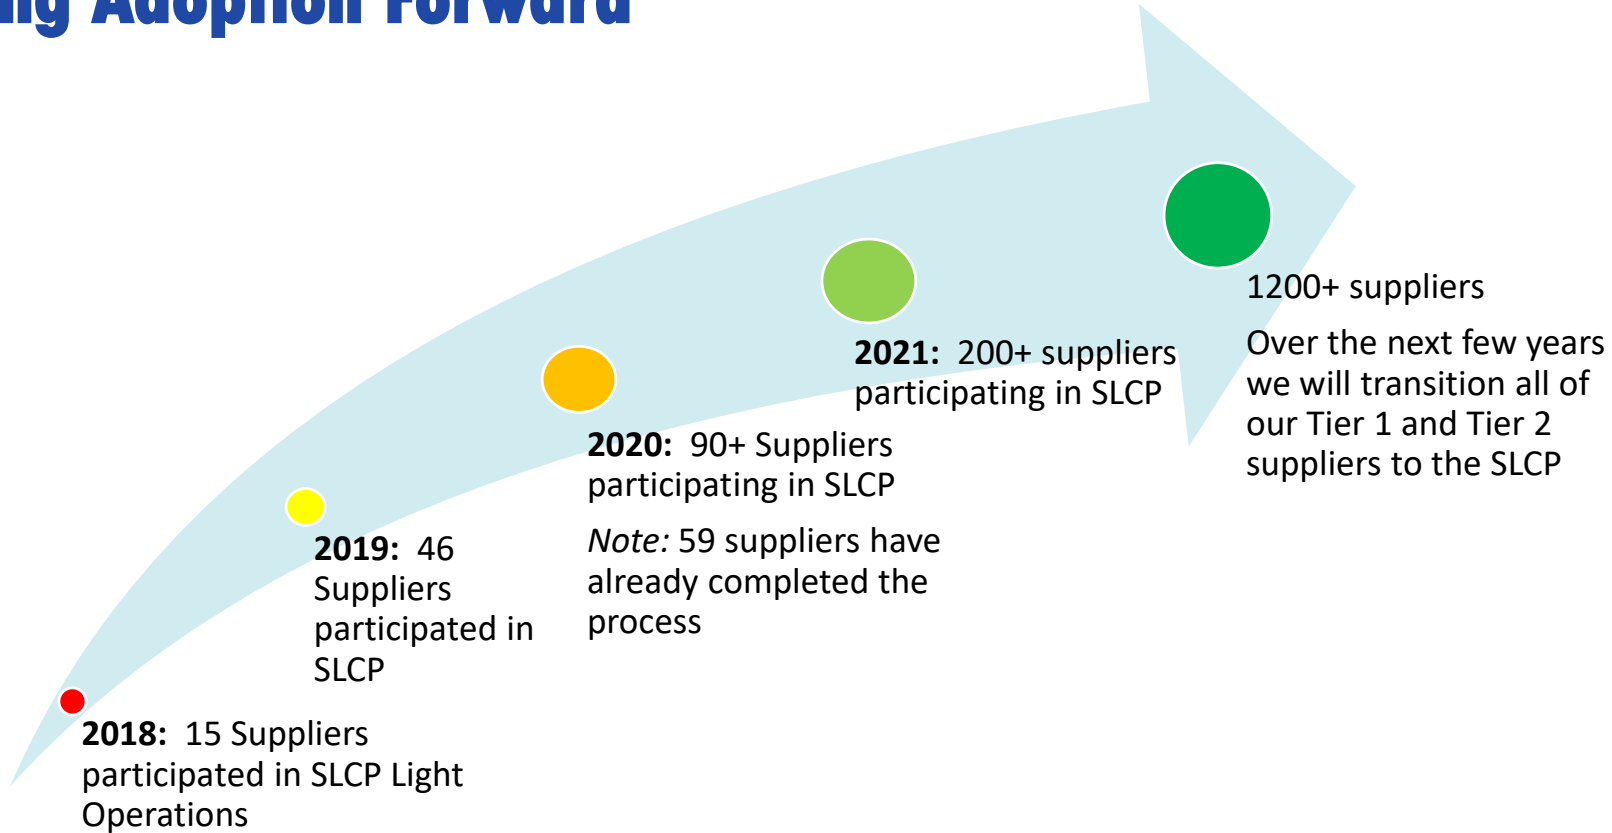 Adoption Forward
2018: 15 Suppliers
participated in SLCP Light
Operations
2019: 46
Suppliers
participated in
SLCP
2020: 90+ Suppliers
participating in SLCP
Note: 59 suppliers have
already completed the
process
2021: 200+ suppliers
participating in SLCP
1200+ suppliers
Over the next few years
we will transition all of
our Tier 1 and Tier 2
suppliers to the SLCP